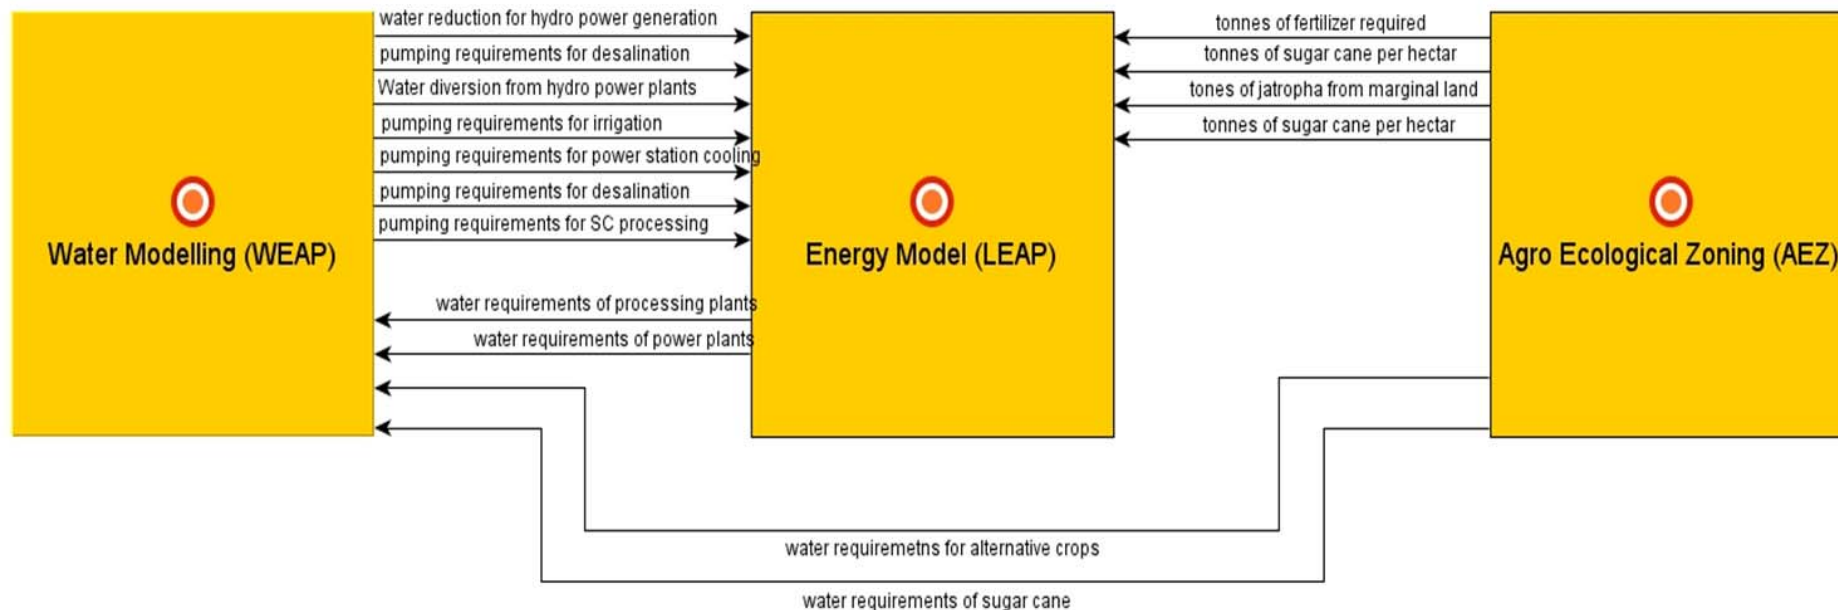 water reduction for hydro power generation
pumping requirements for desalination
Water diversion from hydro power plants
pumping requirements for irrigation
pumping requirements for power station cooling
pumping requirements for desalination
pumping requirements for SC processing
Water Modelling (WEAP)
water requirements of processing plants
water requirements of power plants
Energy Model (LEAP)
tonnes of fertilizer required
tonnes of sugar cane per hectar
tones of jatropha from marginal land
tonnes of sugar cane per hectar
Agro Ecological Zoning (AEZ)
water requiremetns for alternative crops
water requirements of sugar cane